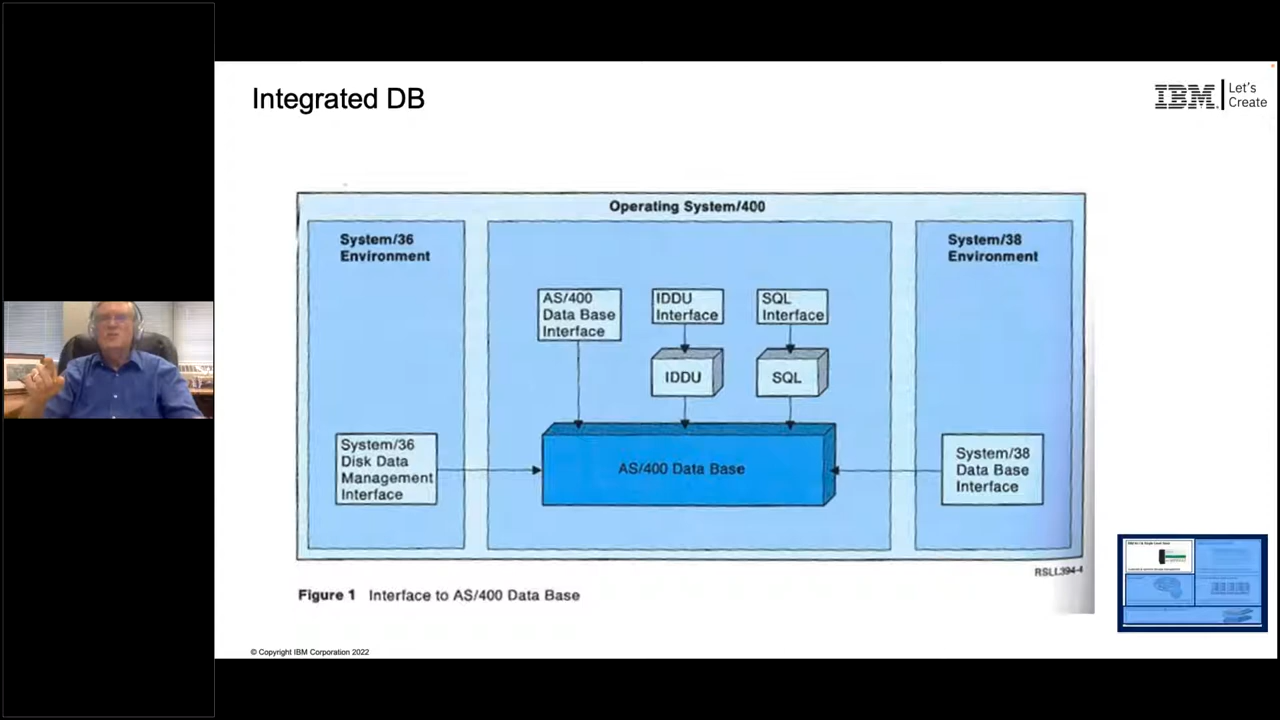 Integrated DB
IBM
Let's
Create
Operating System/400
System/36
Environment
System/38
Environment
AS/400
Data Base
Interface
IDDU
Interface
SQL
Interface
IDDU
SQL
System/36
Disk Data
Management
Interface
AS/400 Data Base
System/38
Data Base
Interface
RSLL394-4
Figure 1 Interface to AS/400 Data Base
© Copyright IBM Corporation 2022